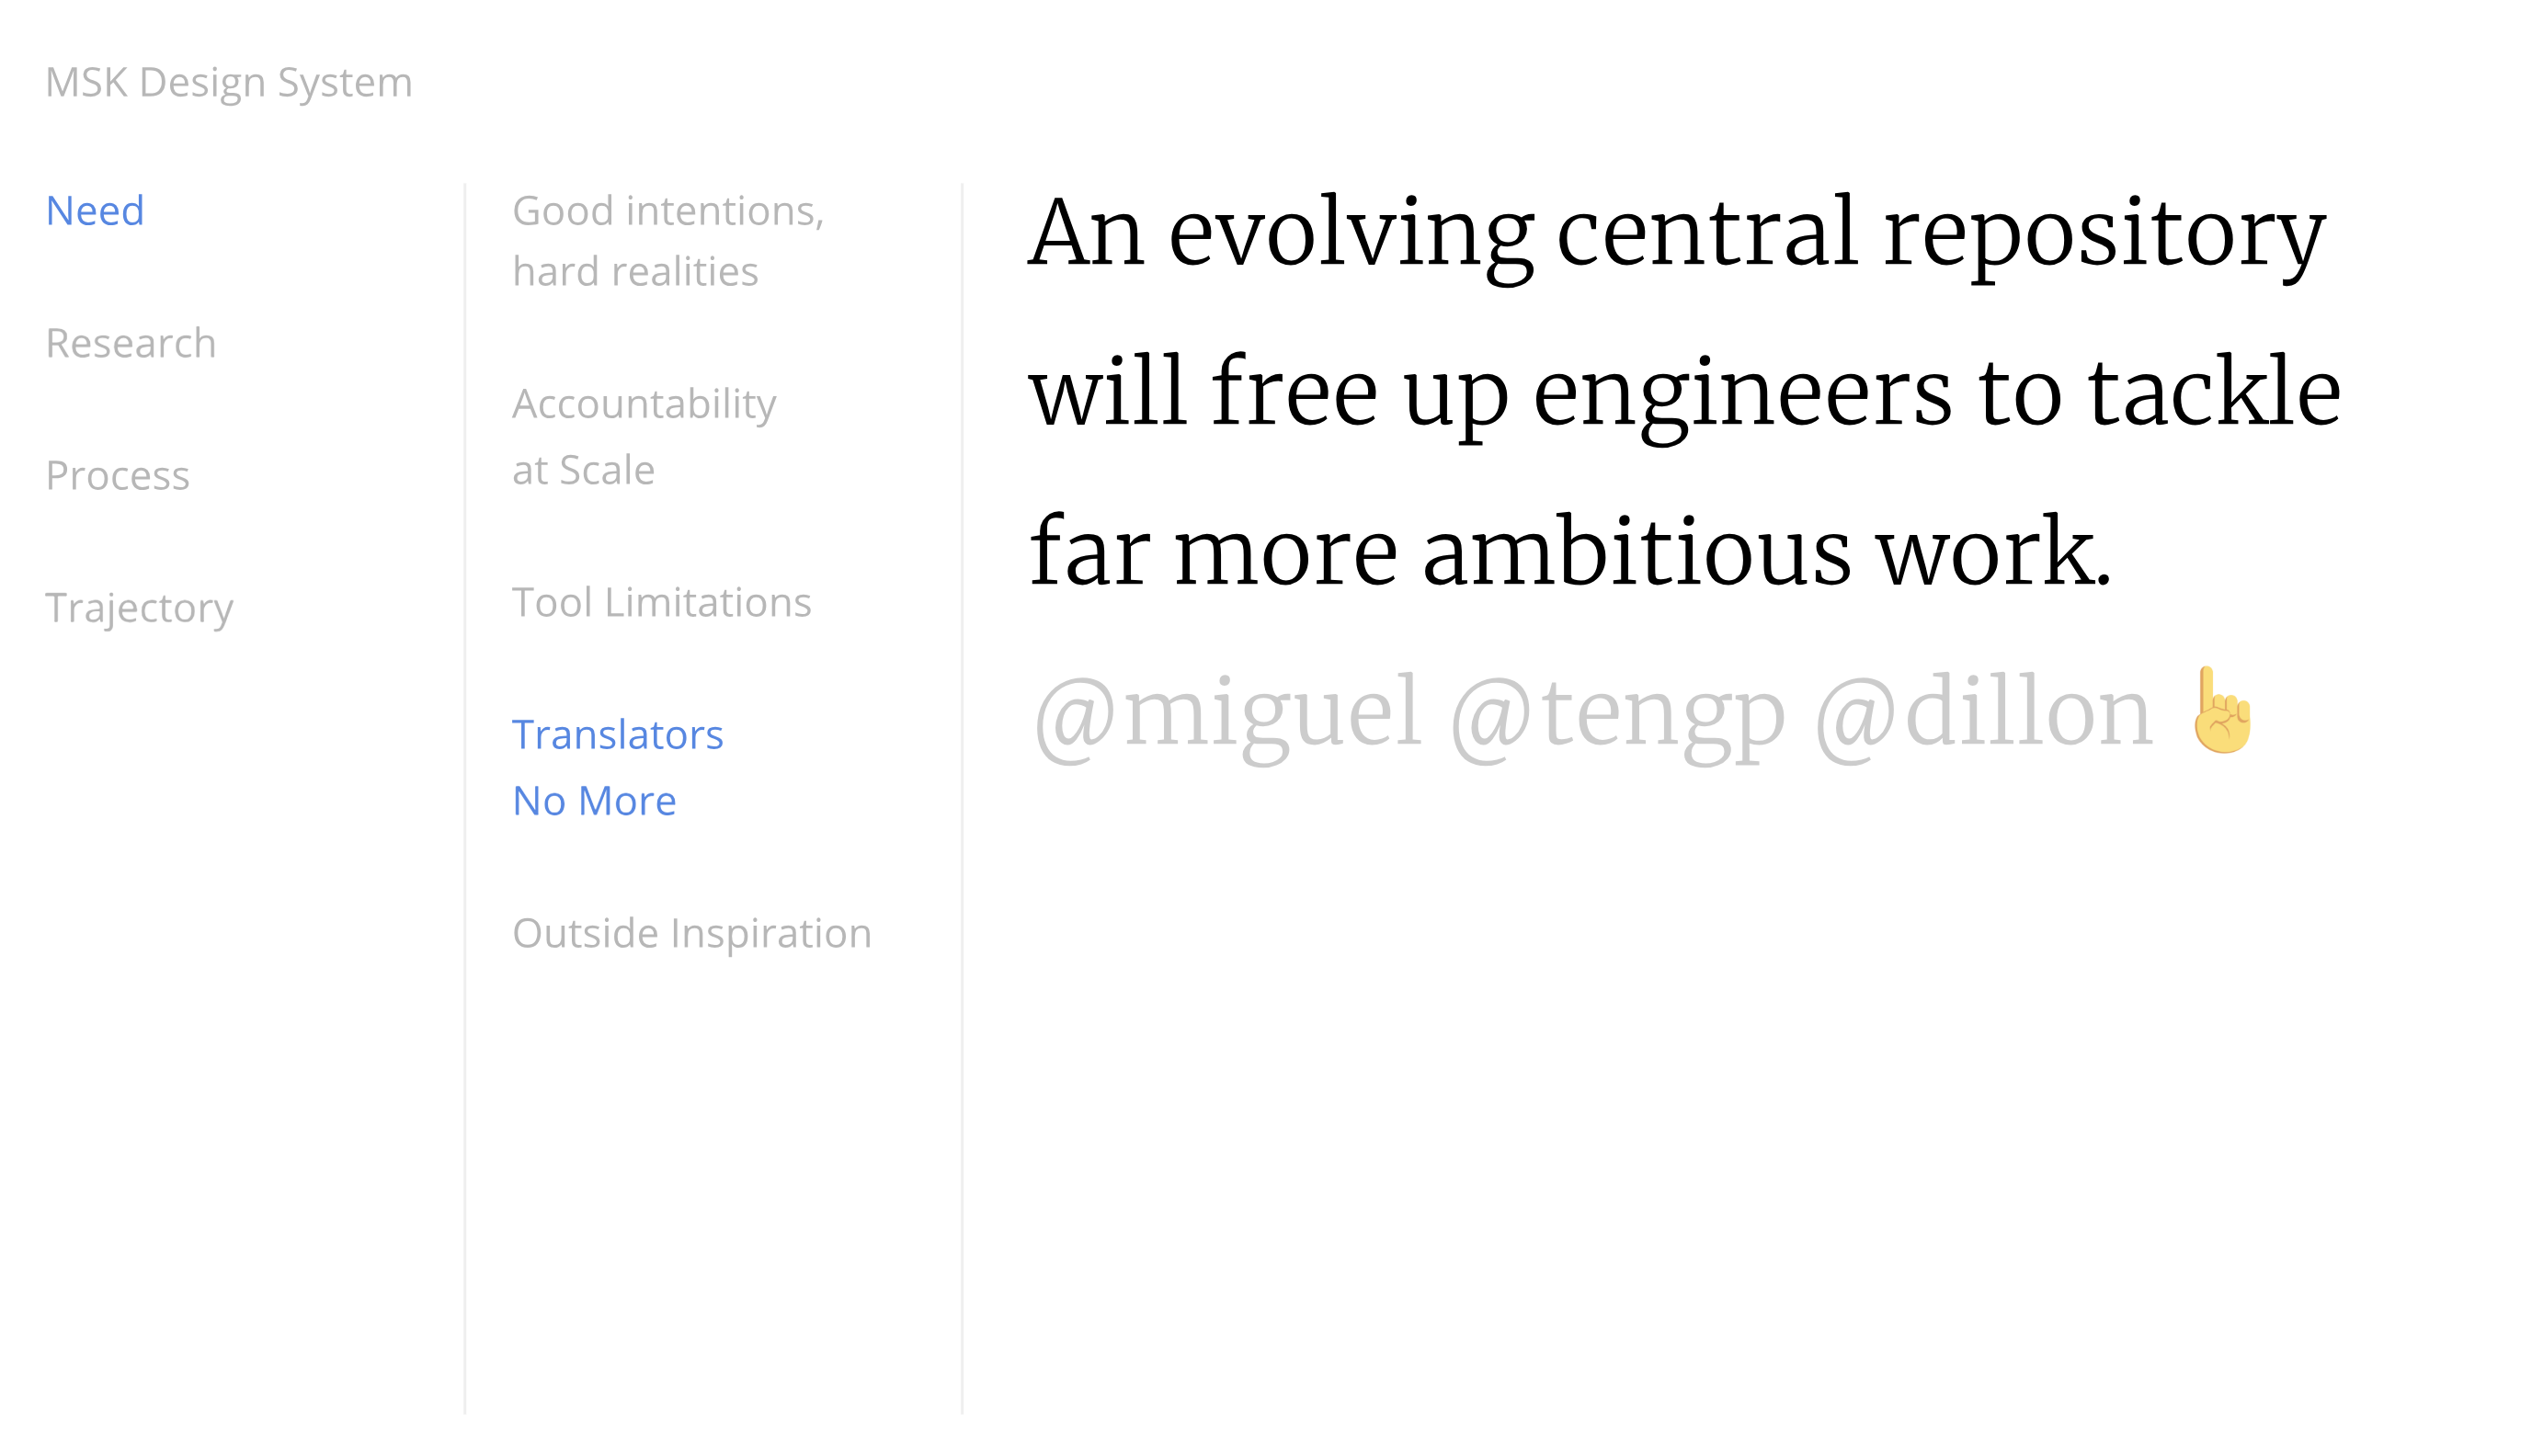 MSK Design System
Need
Research
Process
Trajectory
Good intentions,
hard realities
Accountability
at Scale
Tool Limitations
Translators
No More
Outside Inspiration
An evolving central repository
will free up engineers to tackle
far more ambitious work.
@miguel @tengp @dillon ☝️